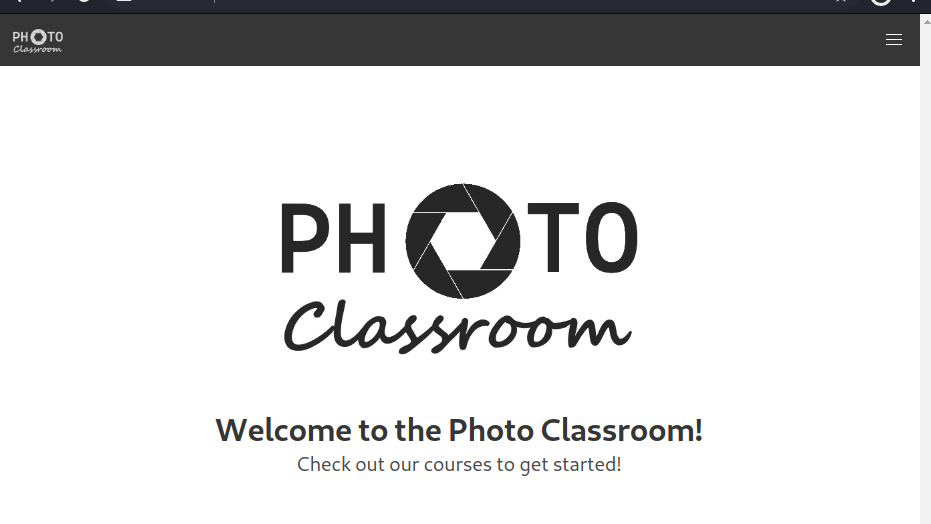 PHOTO
Classroom
PHOTO
Classroom
Welcome to the Photo Classroom!
Check out our courses to get started!